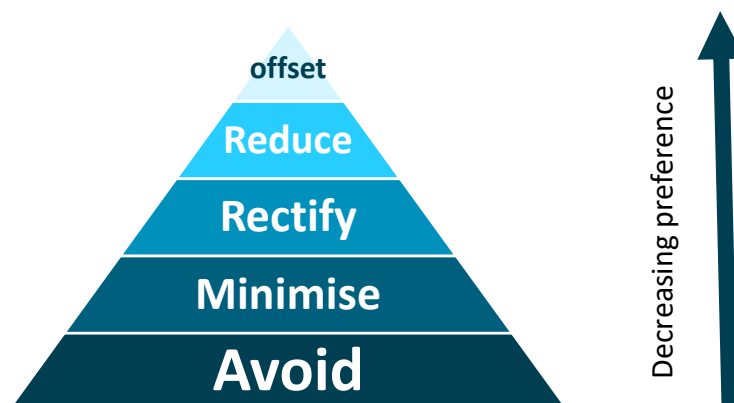 offset
Reduce
Rectify
Minimise
Avoid
Decreasing preference